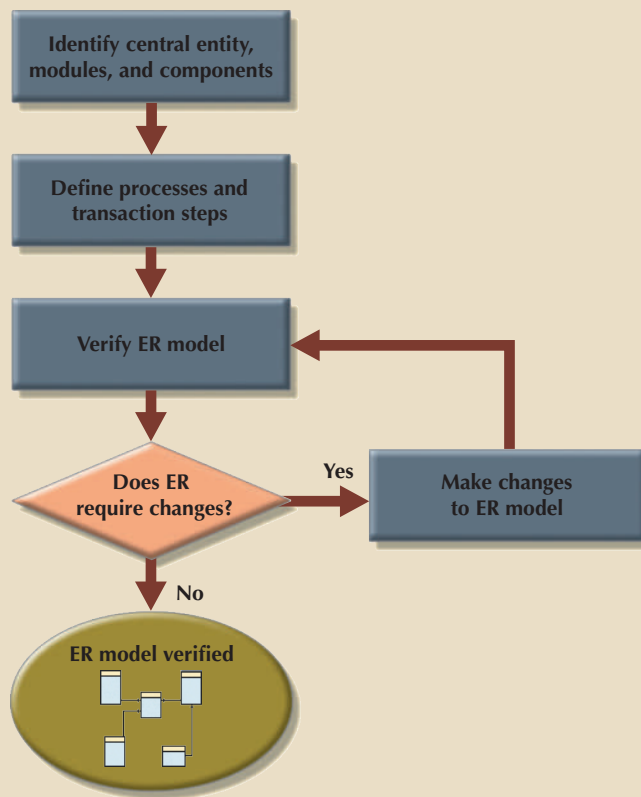 Identify central entity,
modules, and components
Define processes and
transaction steps
Verify ER model
Does ER
require changes?
Yes
Make changes
to ER model
No
ER model verified